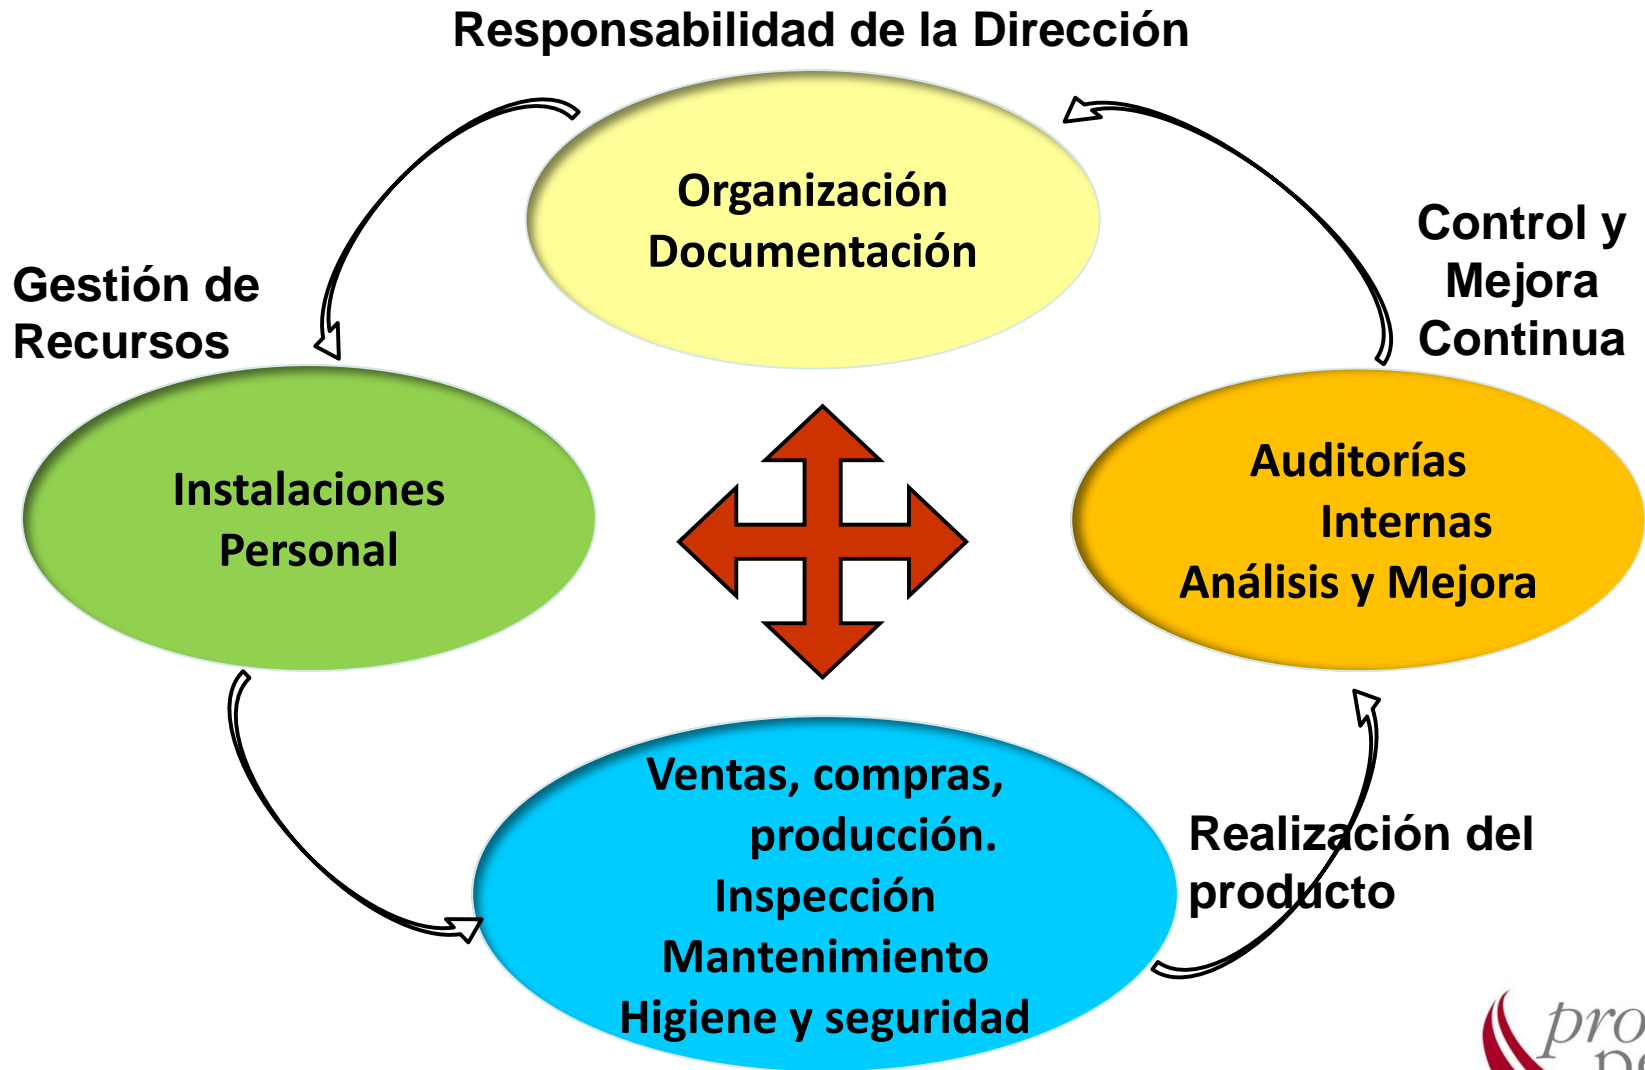 Responsabilidad de la Dirección
Organización
Documentación
Gestión de
Recursos
Control y
Mejora
Continua
Instalaciones
Personal
Auditorías
Internas
Análisis y Mejora
Ventas, compras,
producción.
Inspección
Mantenimiento
Higiene y seguridad
Realización del
producto